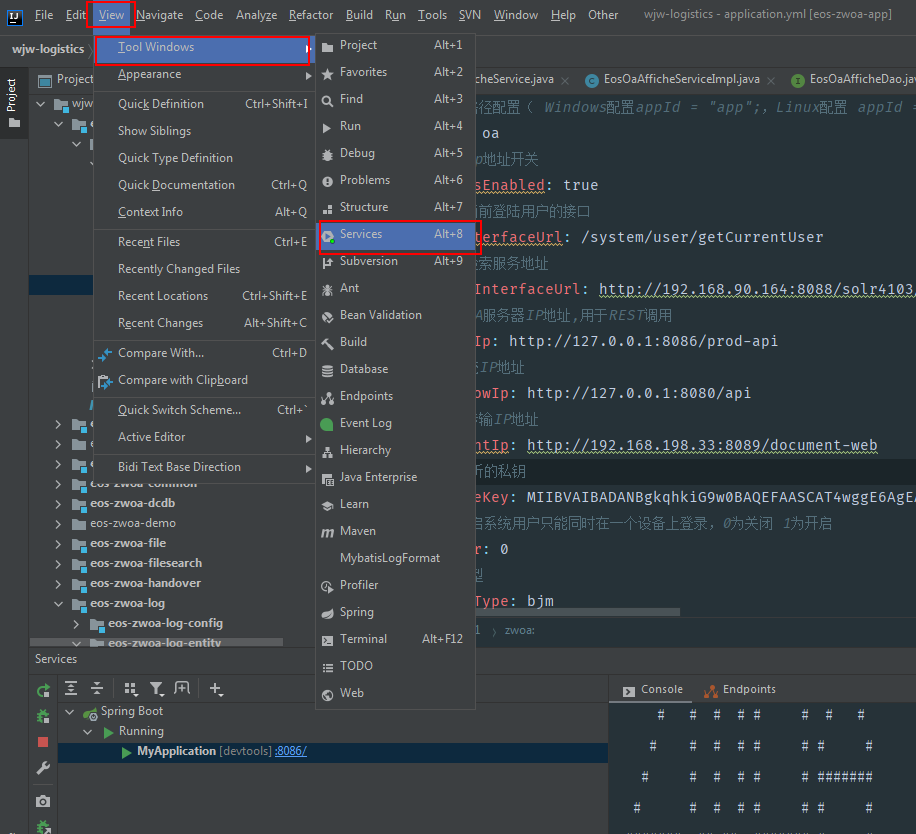 File Edit View Navigate Code Analyze Refactor Build Run Tools SVN Window Help Other wjw-logistics - application.yml [eos-zwoa-app]
wjw-logistics
Project
Project
wjw
Tool Windows
Appearance
Quick Definition Ctrl+Shift+I
Show Siblings
Quick Type Definition
Quick Documentation Ctrl+Q
Context Info Alt+Q
Recent Files Ctrl+E
Recently Changed Files
Recent Locations Ctrl+Shift+E
Recent Changes Alt+Shift+C
Compare With... Ctrl+D
Compare with Clipboard
Quick Switch Scheme... Ctrl+`
Active Editor
Bidi Text Base Direction
Project Alt+1
Favorites Alt+2
Find Alt+3
Run Alt+4
Debug Alt+5
Problems Alt+6
Structure Alt+7
Services Alt+8
Subversion Alt+9
Ant
Bean Validation
Build
Database
Endpoints
Event Log
Hierarchy
Java Enterprise
Learn
Maven
MybatisLogFormat
Profiler
Spring
Terminal Alt+F12
TODO
Web
cheService.java EosOaAfficheServiceImpl.java EosOaAfficheDao.jav
径配置（ Windows配置appId = "app";，Linux配置 appId =
oa
p地址开关
sEnabled: true
前登陆用户的接口
terfaceUrl: /system/user/getCurrentUser
索服务地址
InterfaceUrl: http://192.168.90.164:8088/solr4103/
A服务器IP地址,用于REST调用
Ip: http://127.0.0.1:8086/prod-api
IP地址
owIp: http://127.0.0.1:8080/api
输IP地址
ntIp: http://192.168.198.33:8089/document-web
新的私钥
eKey: MIIBVAIBADANBgkqhkiG9w0BAQEFAASCAT4wggE6AgEA
启系统用户只能同时在一个设备上登录，0为关闭 1为开启
r: 0
型
Type: bjm
1 zwoa:
eos-zwoa-common
eos-zwoa-dcdb
eos-zwoa-demo
eos-zwoa-file
eos-zwoa-filesearch
eos-zwoa-handover
eos-zwoa-log
eos-zwoa-log-config
eos-zwoa-log-entity
Services
Spring Boot
Running
MyApplication [devtools] :8086/
Console Endpoints
# # # # # # # #
# # # # # # # #
# # # # # # #######
# # # # # # # #